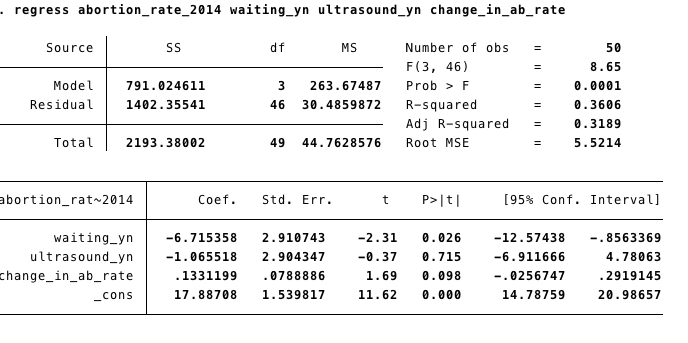 . regress abortion_rate_2014 waiting_yn ultrasound_yn change_in_ab_rate
Source SS df MS Number of obs = 50
F(3, 46) = 8.65
Model 791.024611 3 263.67487 Prob > F = 0.0001
Residual 1402.35541 46 30.4859872 R-squared = 0.3606
Adj R-squared = 0.3189
Total 2193.38002 49 44.7628576 Root MSE = 5.5214
abortion_rat~2014 Coef. Std. Err. t P>|t| [95% Conf. Interval]
waiting_yn -6.715358 2.910743 -2.31 0.026 -12.57438 -.8563369
ultrasound_yn -1.065518 2.904347 -0.37 0.715 -6.911666 4.78063
change_in_ab_rate .1331199 .0788886 1.69 0.098 -.0256747 .2919145
_cons 17.88708 1.539817 11.62 0.000 14.78759 20.98657